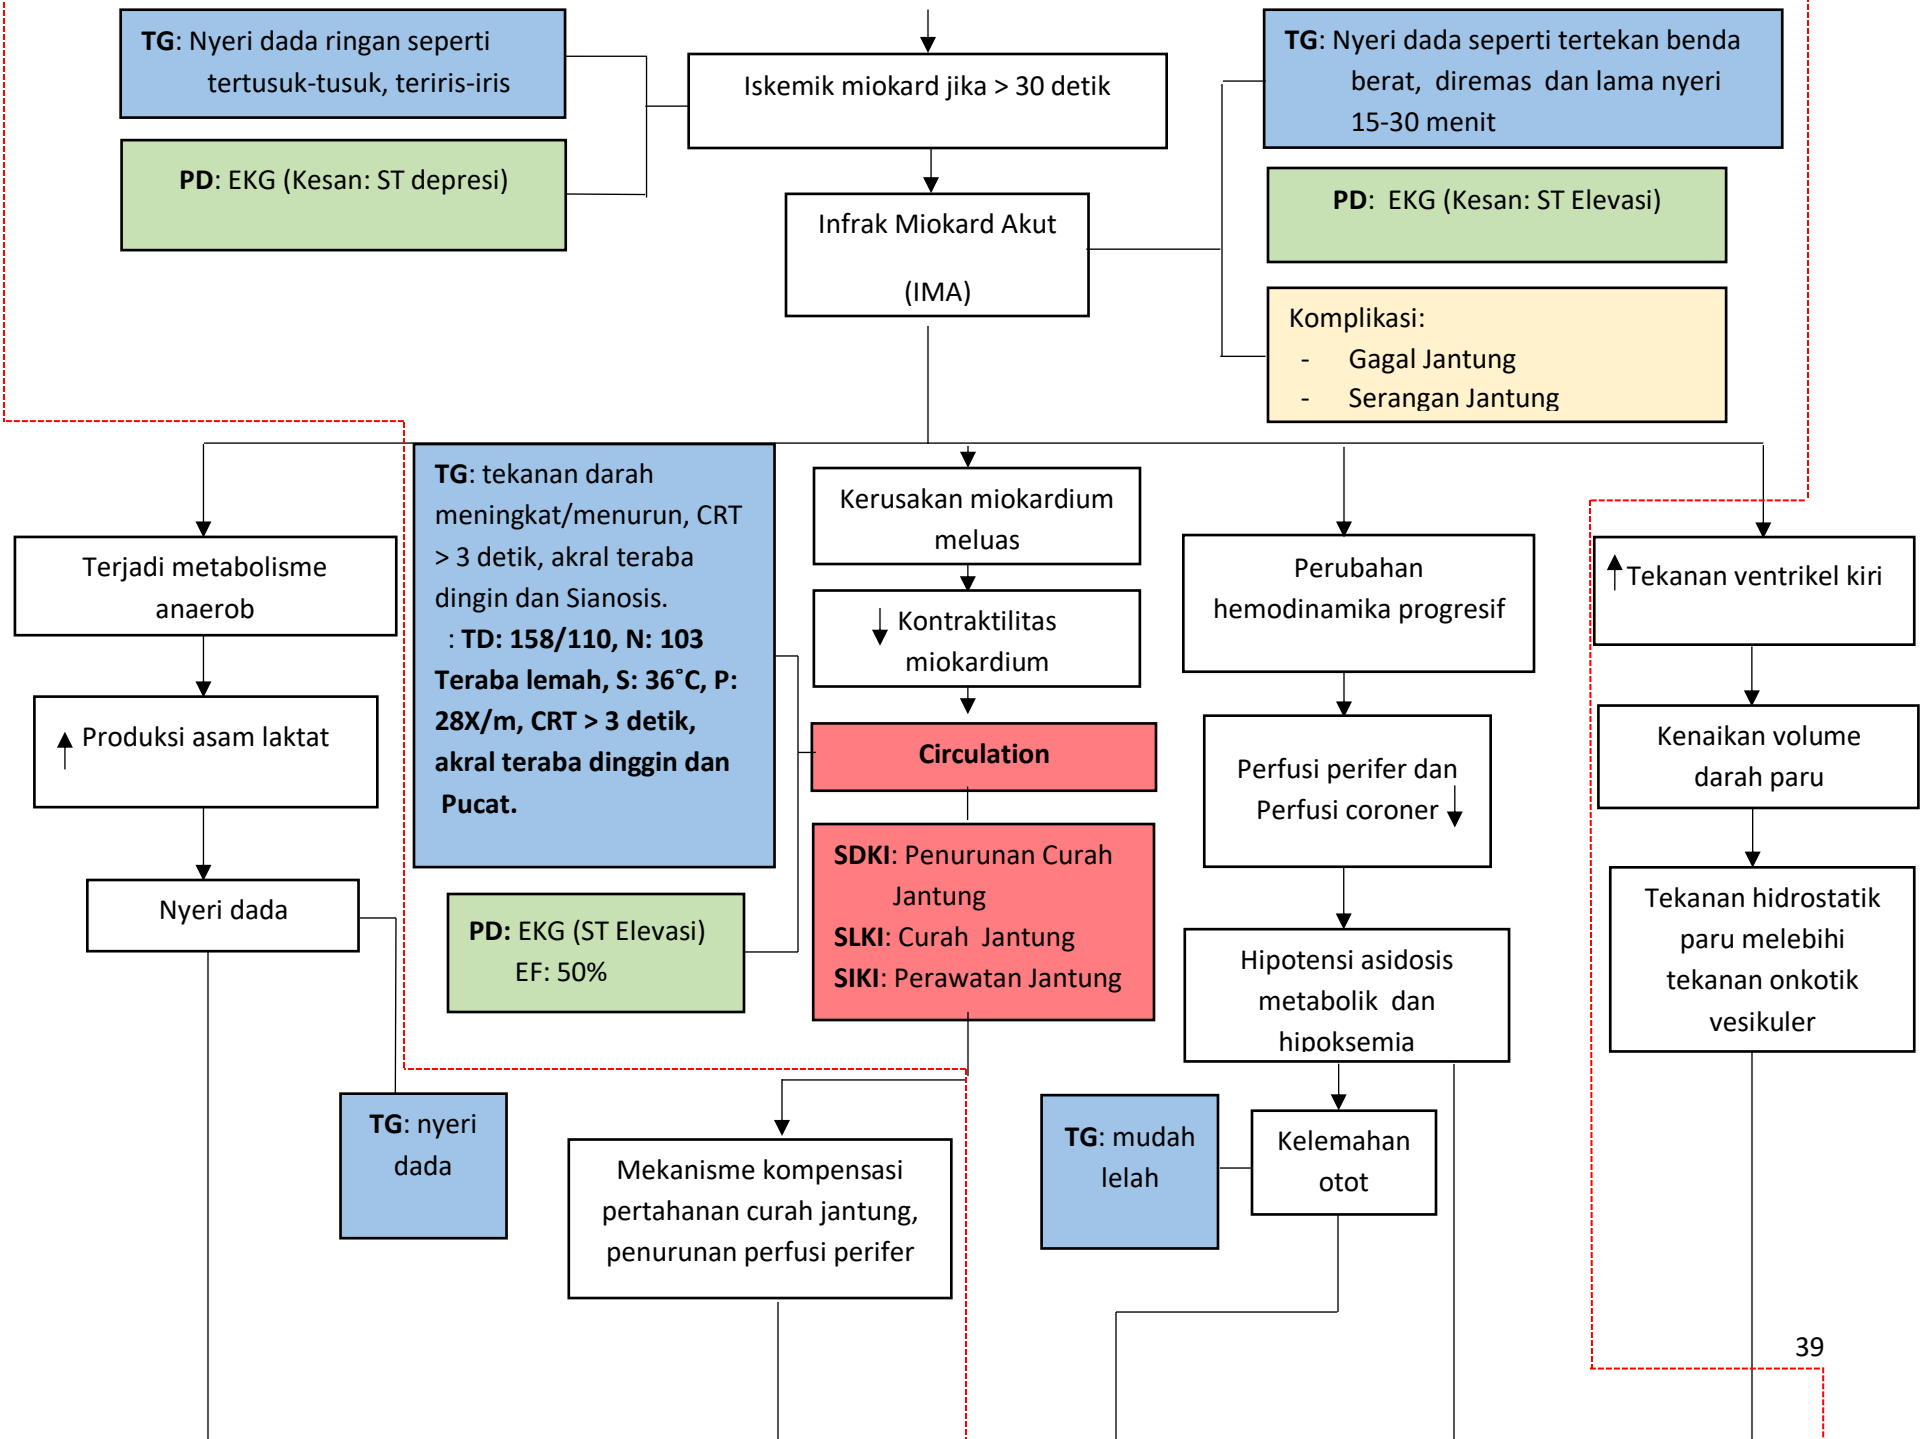 TG: Nyeri dada ringan seperti
tertusuk-tusuk, teriris-iris
PD: EKG (Kesan: ST depresi)
Iskemik miokard jika > 30 detik
Infrak Miokard Akut
(IMA)
TG: Nyeri dada seperti tertekan benda
berat, diremas dan lama nyeri
15-30 menit
PD: EKG (Kesan: ST Elevasi)
Komplikasi:
- Gagal Jantung
- Serangan Jantung
Terjadi metabolisme
anaerob
↑ Produksi asam laktat
Nyeri dada
TG: nyeri
dada
TG: tekanan darah
meningkat/menurun, CRT
> 3 detik, akral teraba
dingin dan Sianosis.
: TD: 158/110, N: 103
Teraba lemah, S: 36˚C, P:
28X/m, CRT > 3 detik,
akral teraba dinggin dan
Pucat.
PD: EKG (ST Elevasi)
EF: 50%
Kerusakan miokardium
meluas
↓ Kontraktilitas
miokardium
Circulation
SDKI: Penurunan Curah
Jantung
SLKI: Curah Jantung
SIKI: Perawatan Jantung
Mekanisme kompensasi
pertahanan curah jantung,
penurunan perfusi perifer
Perubahan
hemodinamika progresif
Perfusi perifer dan
Perfusi coroner ↓
Hipotensi asidosis
metabolik dan
hipoksemia
TG: mudah
lelah
Kelemahan
otot
↑ Tekanan ventrikel kiri
Kenaikan volume
darah paru
Tekanan hidrostatik
paru melebihi
tekanan onkotik
vesikuler
39